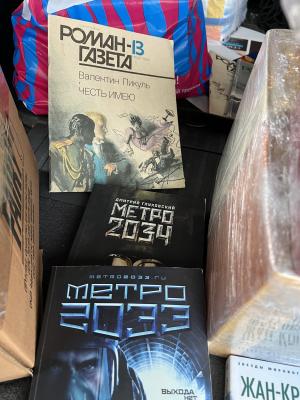 РОМАН-13
ГАЗЕТА
Валентин Пикуль
ЧЕСТЬ ИМЕЮ
ДМИТРИЙ ГЛУХОВСКИЙ
МЕТРО
2034
METRO2033.RU
МЕТРО
2033
ВЫХОДА
НЕТ
ЖАН-КР